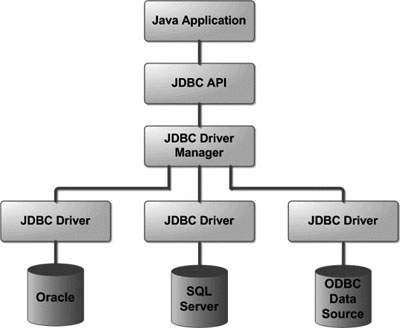 Java Application
JDBC API
JDBC Driver
Manager
JDBC Driver
JDBC Driver
JDBC Driver
Oracle
SQL
Server
ODBC
Data
Source